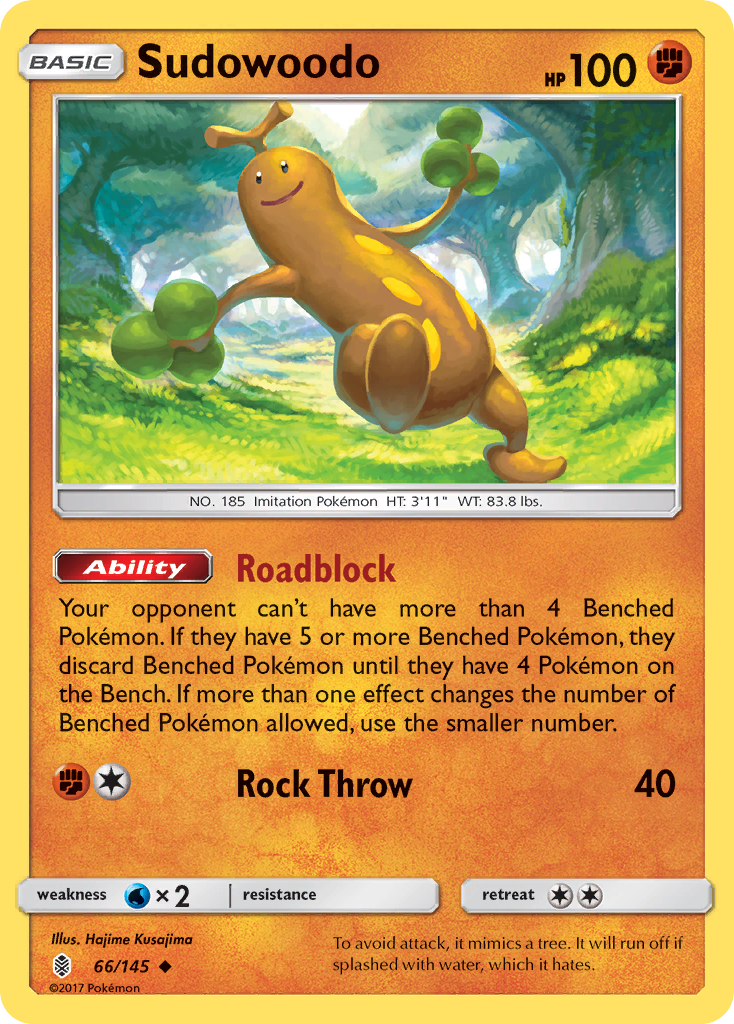 BASIC Sudowoodo HP 100
NO. 185 Imitation Pokémon HT: 3'11" WT: 83.8 lbs.
Ability Roadblock
Your opponent can't have more than 4 Benched
Pokémon. If they have 5 or more Benched Pokémon, they
discard Benched Pokémon until they have 4 Pokémon on
the Bench. If more than one effect changes the number of
Benched Pokémon allowed, use the smaller number.
Rock Throw 40
weakness × 2 resistance retreat
Illus. Hajime Kusajima
66/145
©2017 Pokémon
To avoid attack, it mimics a tree. It will run off if
splashed with water, which it hates.